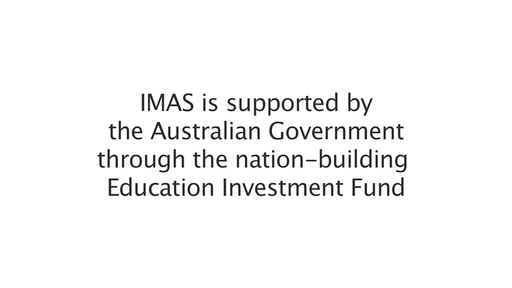 IMAS is supported by
the Australian Government
through the nation-building
Education Investment Fund